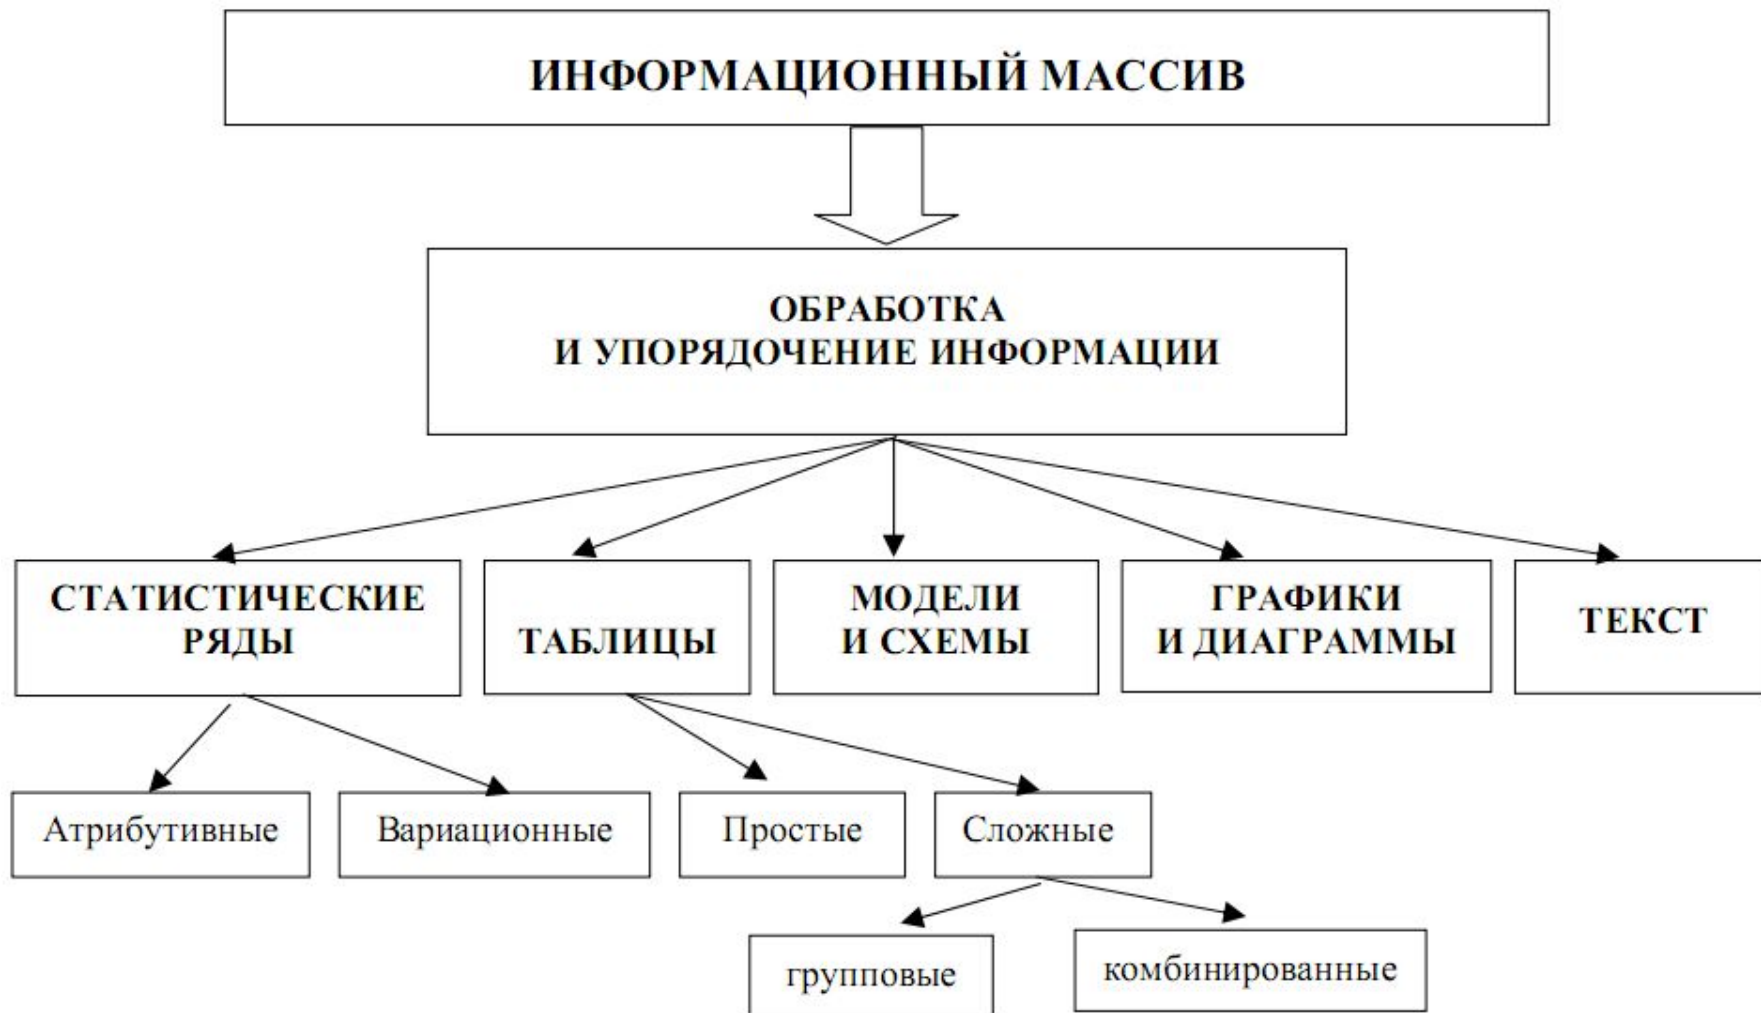 ИНФОРМАЦИОННЫЙ МАССИВ
ОБРАБОТКА
И УПОРЯДОЧЕНИЕ ИНФОРМАЦИИ
СТАТИСТИЧЕСКИЕ
РЯДЫ
ТАБЛИЦЫ
МОДЕЛИ
И СХЕМЫ
ГРАФИКИ
И ДИАГРАММЫ
ТЕКСТ
Атрибутивные
Вариационные
Простые
Сложные
групповые
комбинированные